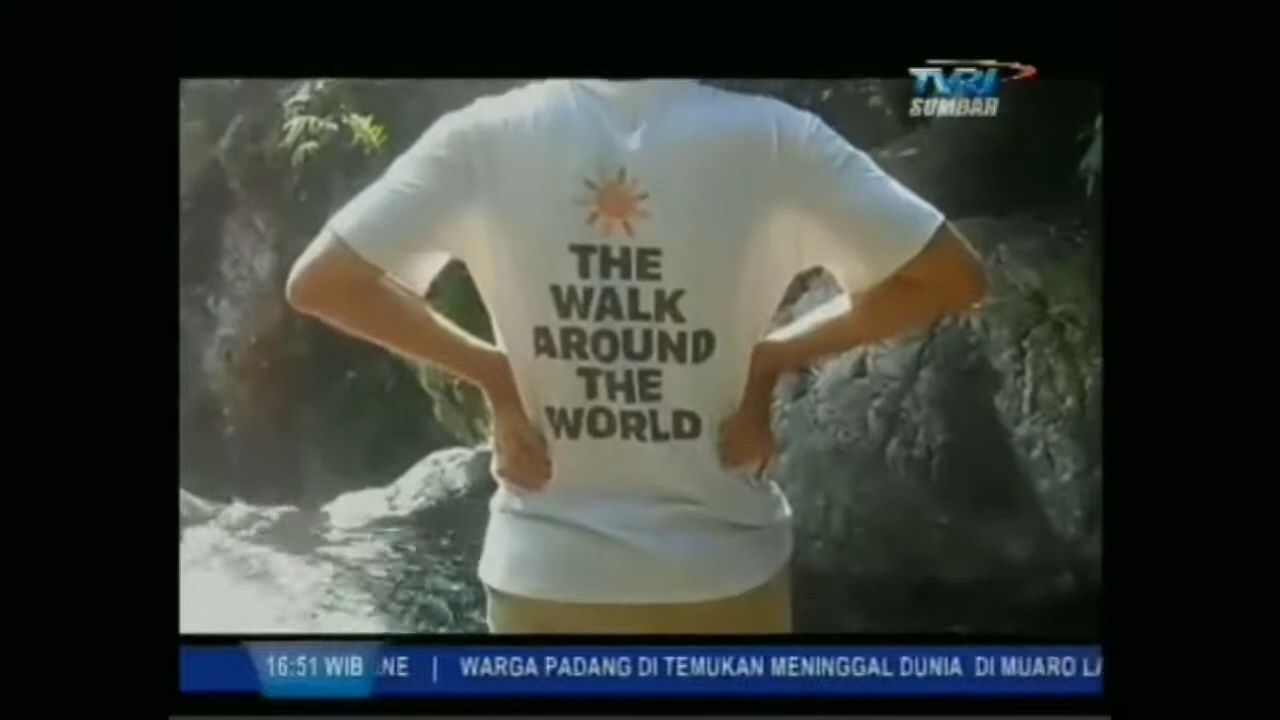 TVRI
SUMBAR
THE
WALK
AROUND
THE
WORLD
16:51 WIB
WARGA PADANG DI TEMUKAN MENINGGAL DUNIA DI MUARO